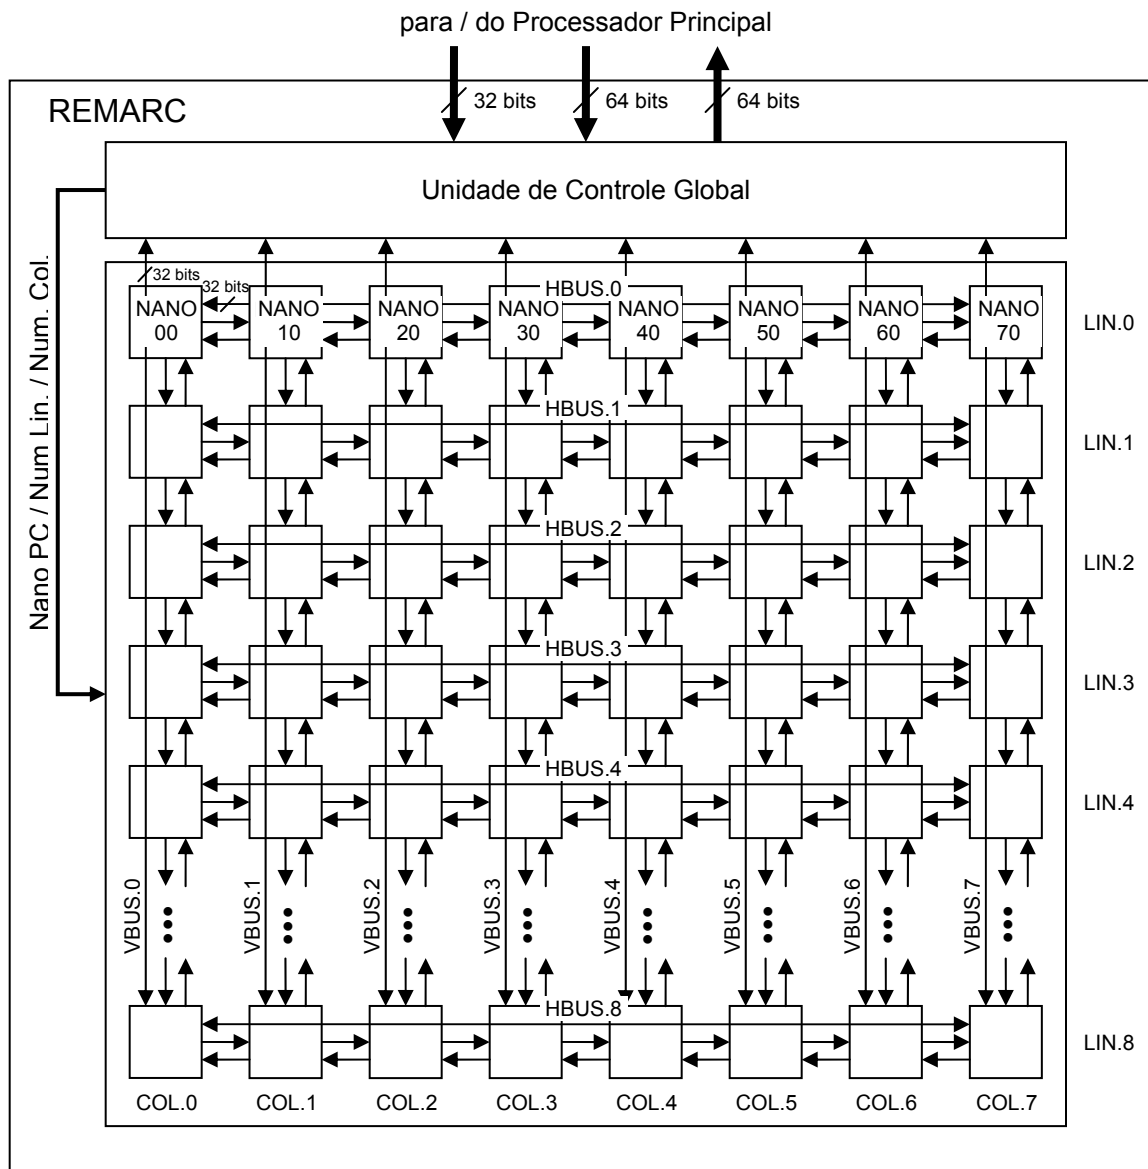 para / do Processador Principal
32 bits
64 bits
64 bits
REMARC
Unidade de Controle Global
Nano PC / Num Lin. / Num. Col.
32 bits
32 bits
HBUS.0
NANO 00
NANO 10
NANO 20
NANO 30
NANO 40
NANO 50
NANO 60
NANO 70
LIN.0
HBUS.1
LIN.1
HBUS.2
LIN.2
HBUS.3
LIN.3
HBUS.4
LIN.4
VBUS.0
VBUS.1
VBUS.2
VBUS.3
VBUS.4
VBUS.5
VBUS.6
VBUS.7
HBUS.8
LIN.8
COL.0
COL.1
COL.2
COL.3
COL.4
COL.5
COL.6
COL.7